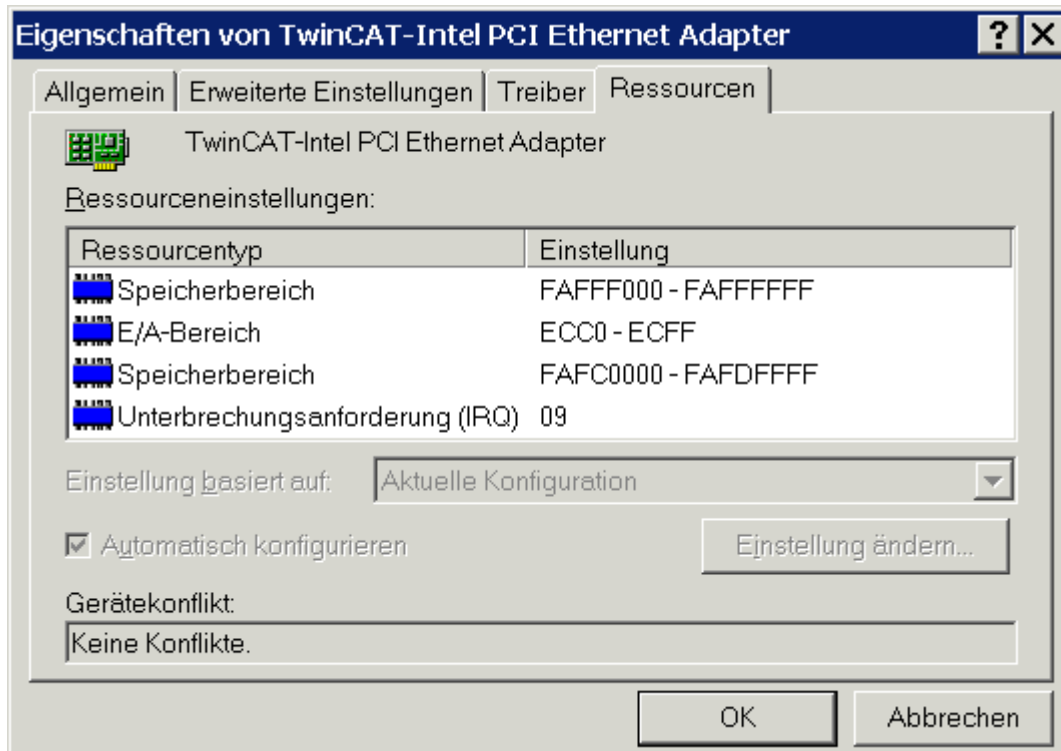 Eigenschaften von TwinCAT-Intel PCI Ethernet Adapter
Allgemein Erweiterte Einstellungen Treiber Ressourcen
TwinCAT-Intel PCI Ethernet Adapter
Ressourceneinstellungen:
Ressourcentyp Einstellung
Speicherbereich FAFFF000 - FAFFFFFF
E/A-Bereich ECC0 - ECFF
Speicherbereich FAFC0000 - FAFDFFFF
Unterbrechungsanforderung (IRQ) 09
Einstellung basiert auf: Aktuelle Konfiguration
Automatisch konfigurieren Einstellung ändern...
Gerätekonflikt:
Keine Konflikte.
OK Abbrechen